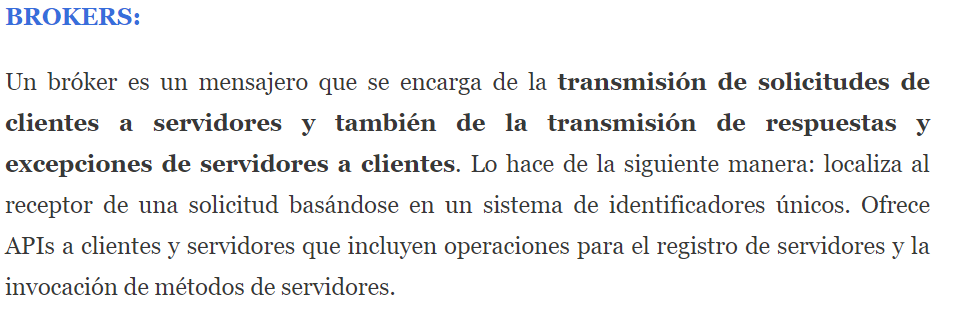 BROKERS:
Un bróker es un mensajero que se encarga de la transmisión de solicitudes de
clientes a servidores y también de la transmisión de respuestas y
excepciones de servidores a clientes. Lo hace de la siguiente manera: localiza al
receptor de una solicitud basándose en un sistema de identificadores únicos. Ofrece
APIs a clientes y servidores que incluyen operaciones para el registro de servidores y la
invocación de métodos de servidores.